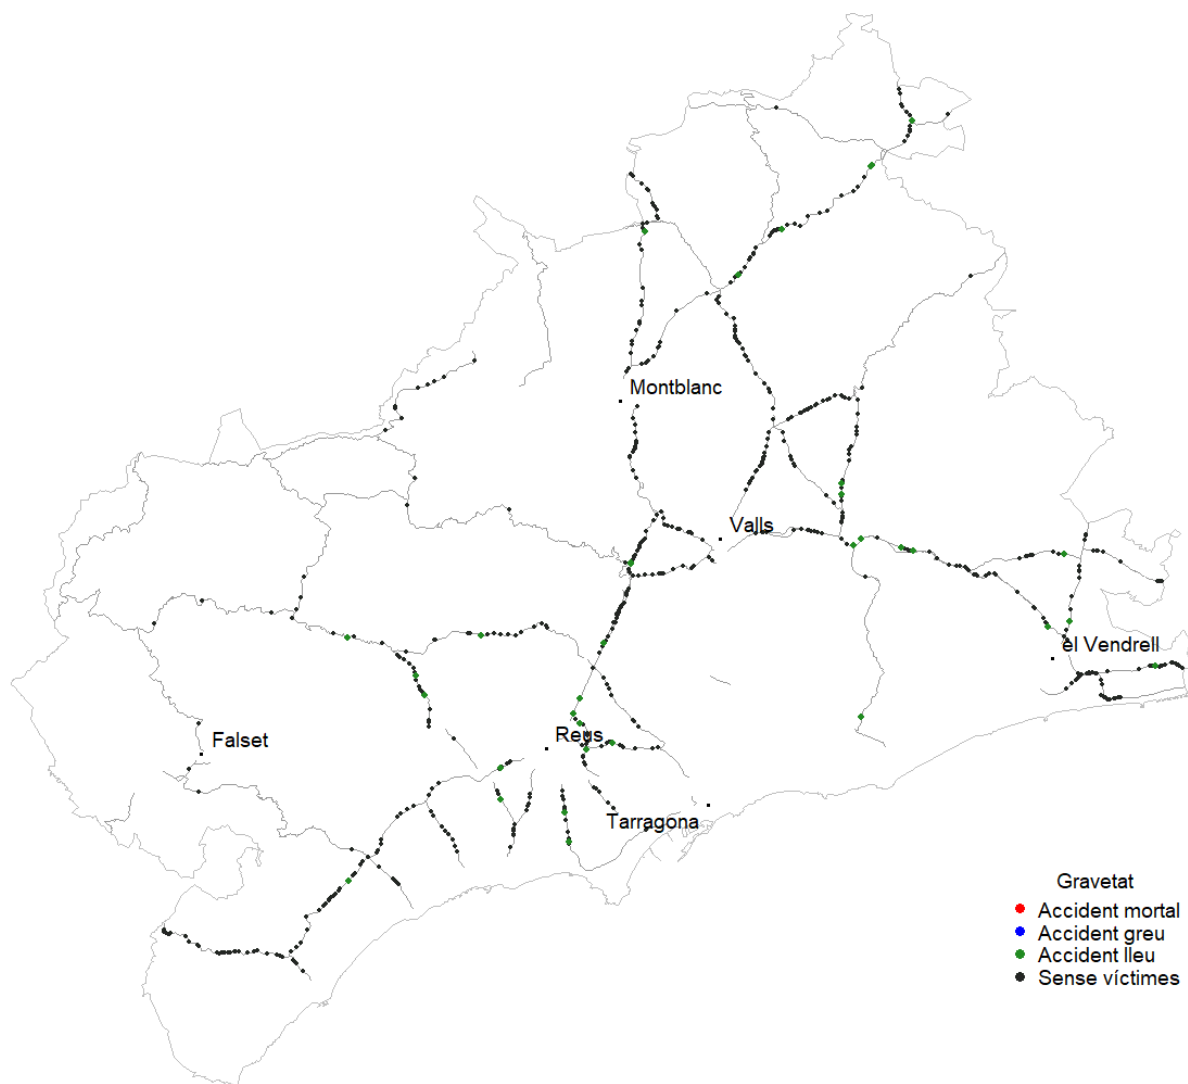 Montblanc
Valls
el Vendrell
Reus
Falset
Tarragona
Gravetat
Accident mortal
Accident greu
Accident lleu
Sense víctimes